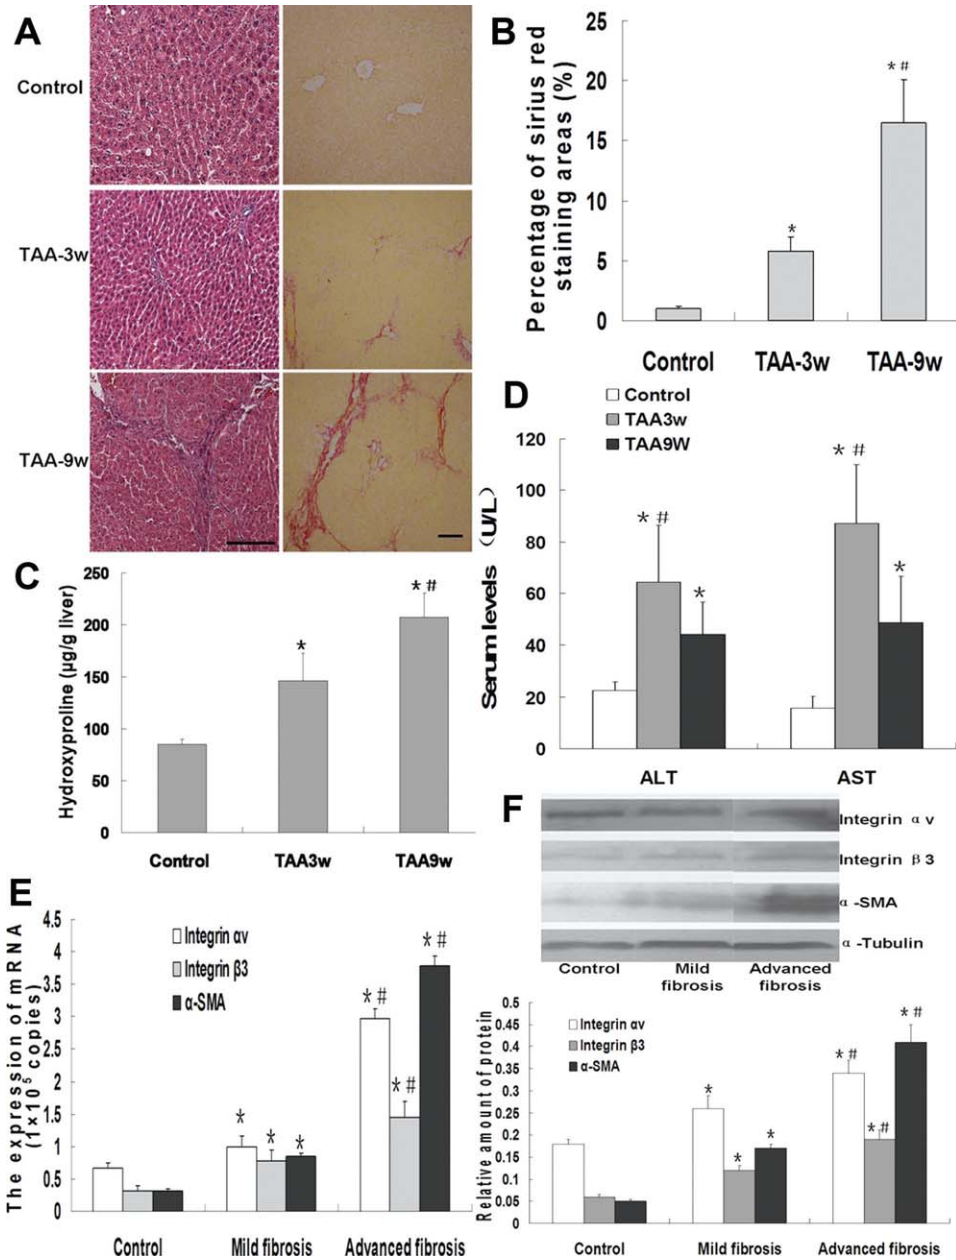 A
Control
TAA-3w
TAA-9w
B
Percentage of sirius red
staining areas (%)
25
20
15
10
5
0
* #
*
Control TAA-3w TAA-9w
C
Hydroxyproline (μg/g liver)
250
200
150
100
50
0
*
* #
Control TAA3w TAA9w
D
Control
TAA3w
TAA9W
Serum levels (U/L)
120
100
80
60
40
20
0
* #
*
* #
*
ALT AST
E
The expression of mRNA
(1×10⁵ copies)
4.5
4
3.5
3
2.5
2
1.5
1
0.5
0
Integrin αv
Integrin β3
α-SMA
* * *
* #
* #
* #
Control Mild fibrosis Advanced fibrosis
F
Integrin αv
Integrin β3
α-SMA
α-Tubulin
Control Mild Advanced
fibrosis fibrosis
Relative amount of protein
0.5
0.45
0.4
0.35
0.3
0.25
0.2
0.15
0.1
0.05
0
Integrin αv
Integrin β3
α-SMA
*
*
*
* #
* #
* #
Control Mild fibrosis Advanced fibrosis